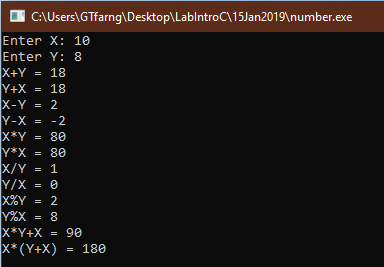 C:\Users\GTfarng\Desktop\LabIntroC\15Jan2019\number.exe
Enter X: 10
Enter Y: 8
X+Y = 18
Y+X = 18
X-Y = 2
Y-X = -2
X*Y = 80
Y*X = 80
X/Y = 1
Y/X = 0
X%Y = 2
Y%X = 8
X*Y+X = 90
X*(Y+X) = 180